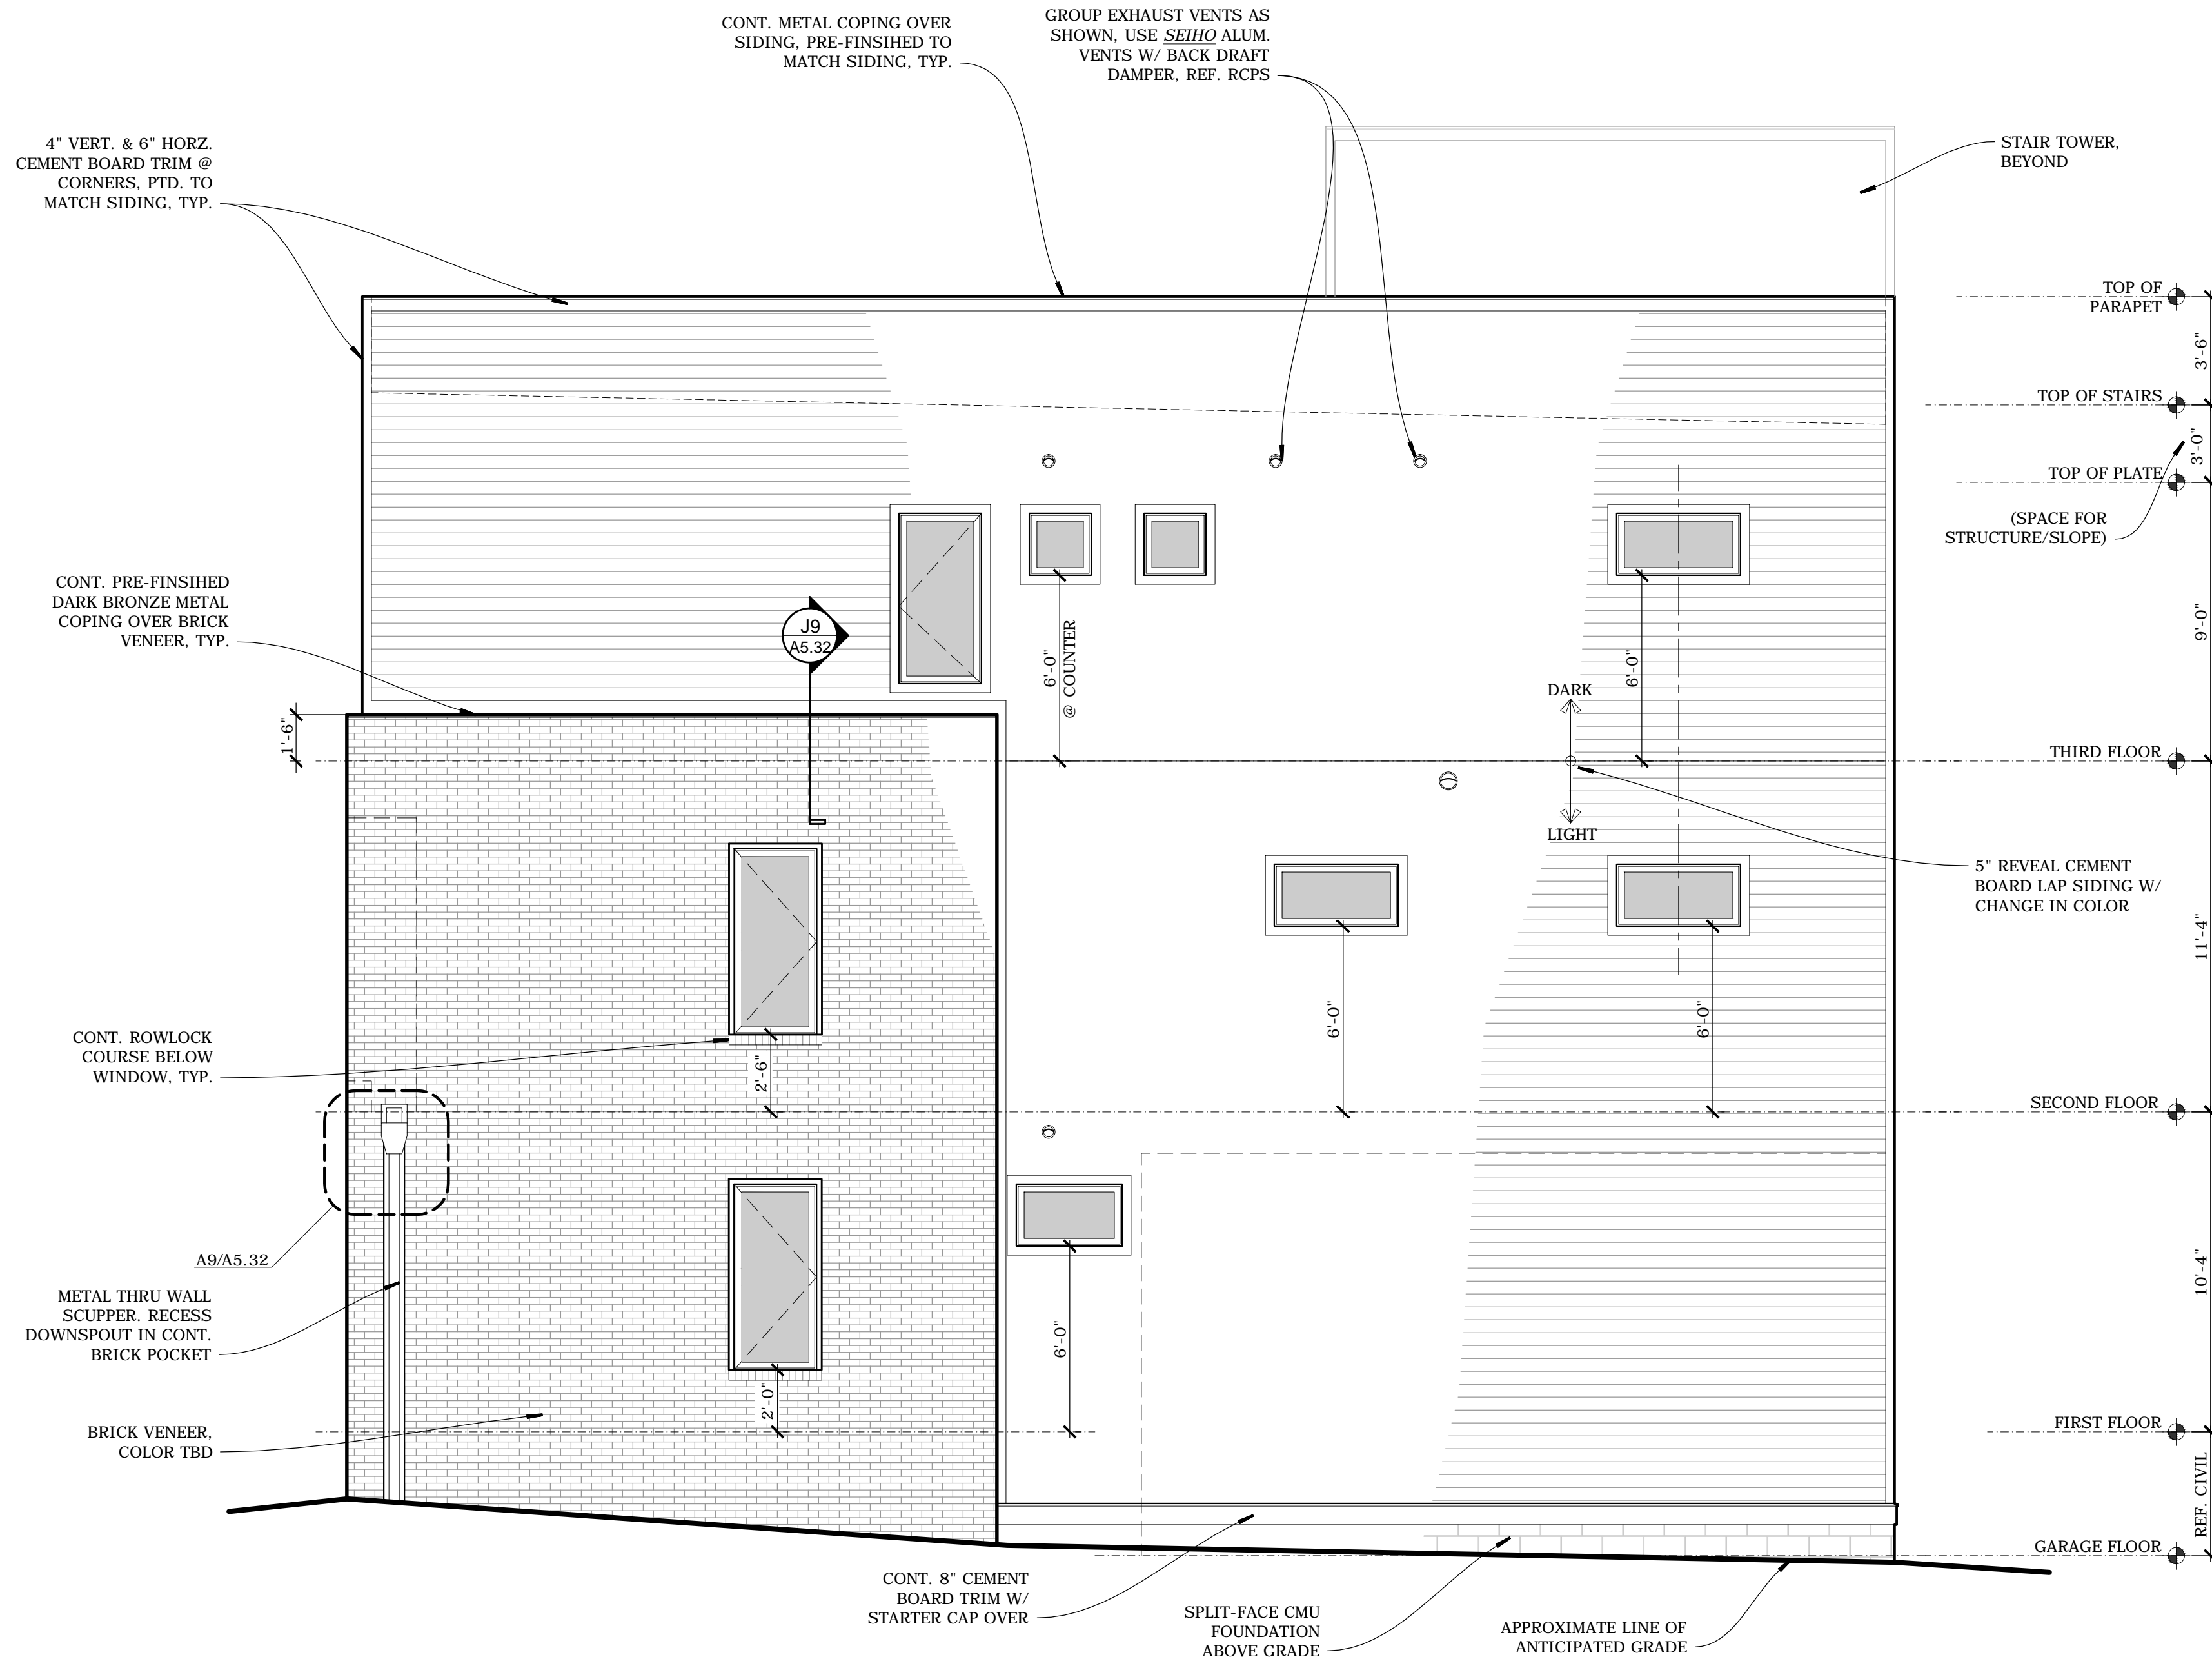 CONT. METAL COPING OVER
SIDING, PRE-FINSIHED TO
MATCH SIDING, TYP.
GROUP EXHAUST VENTS AS
SHOWN, USE SEIHO ALUM.
VENTS W/ BACK DRAFT
DAMPER, REF. RCPS
4" VERT. & 6" HORZ.
CEMENT BOARD TRIM @
CORNERS, PTD. TO
MATCH SIDING, TYP.
STAIR TOWER,
BEYOND
TOP OF
PARAPET
3'-6"
TOP OF STAIRS
3'-0"
TOP OF PLATE
(SPACE FOR
STRUCTURE/SLOPE)
9'-0"
CONT. PRE-FINSIHED
DARK BRONZE METAL
COPING OVER BRICK
VENEER, TYP.
J9
A5.32
6'-0"
@ COUNTER
6'-0"
DARK
1'-6"
THIRD FLOOR
LIGHT
5" REVEAL CEMENT
BOARD LAP SIDING W/
CHANGE IN COLOR
11'-4"
CONT. ROWLOCK
COURSE BELOW
WINDOW, TYP.
2'-6"
6'-0"
6'-0"
SECOND FLOOR
A9/A5.32
METAL THRU WALL
SCUPPER. RECESS
DOWNSPOUT IN CONT.
BRICK POCKET
10'-4"
6'-0"
2'-0"
BRICK VENEER,
COLOR TBD
FIRST FLOOR
REF. CIVIL
GARAGE FLOOR
CONT. 8" CEMENT
BOARD TRIM W/
STARTER CAP OVER
SPLIT-FACE CMU
FOUNDATION
ABOVE GRADE
APPROXIMATE LINE OF
ANTICIPATED GRADE